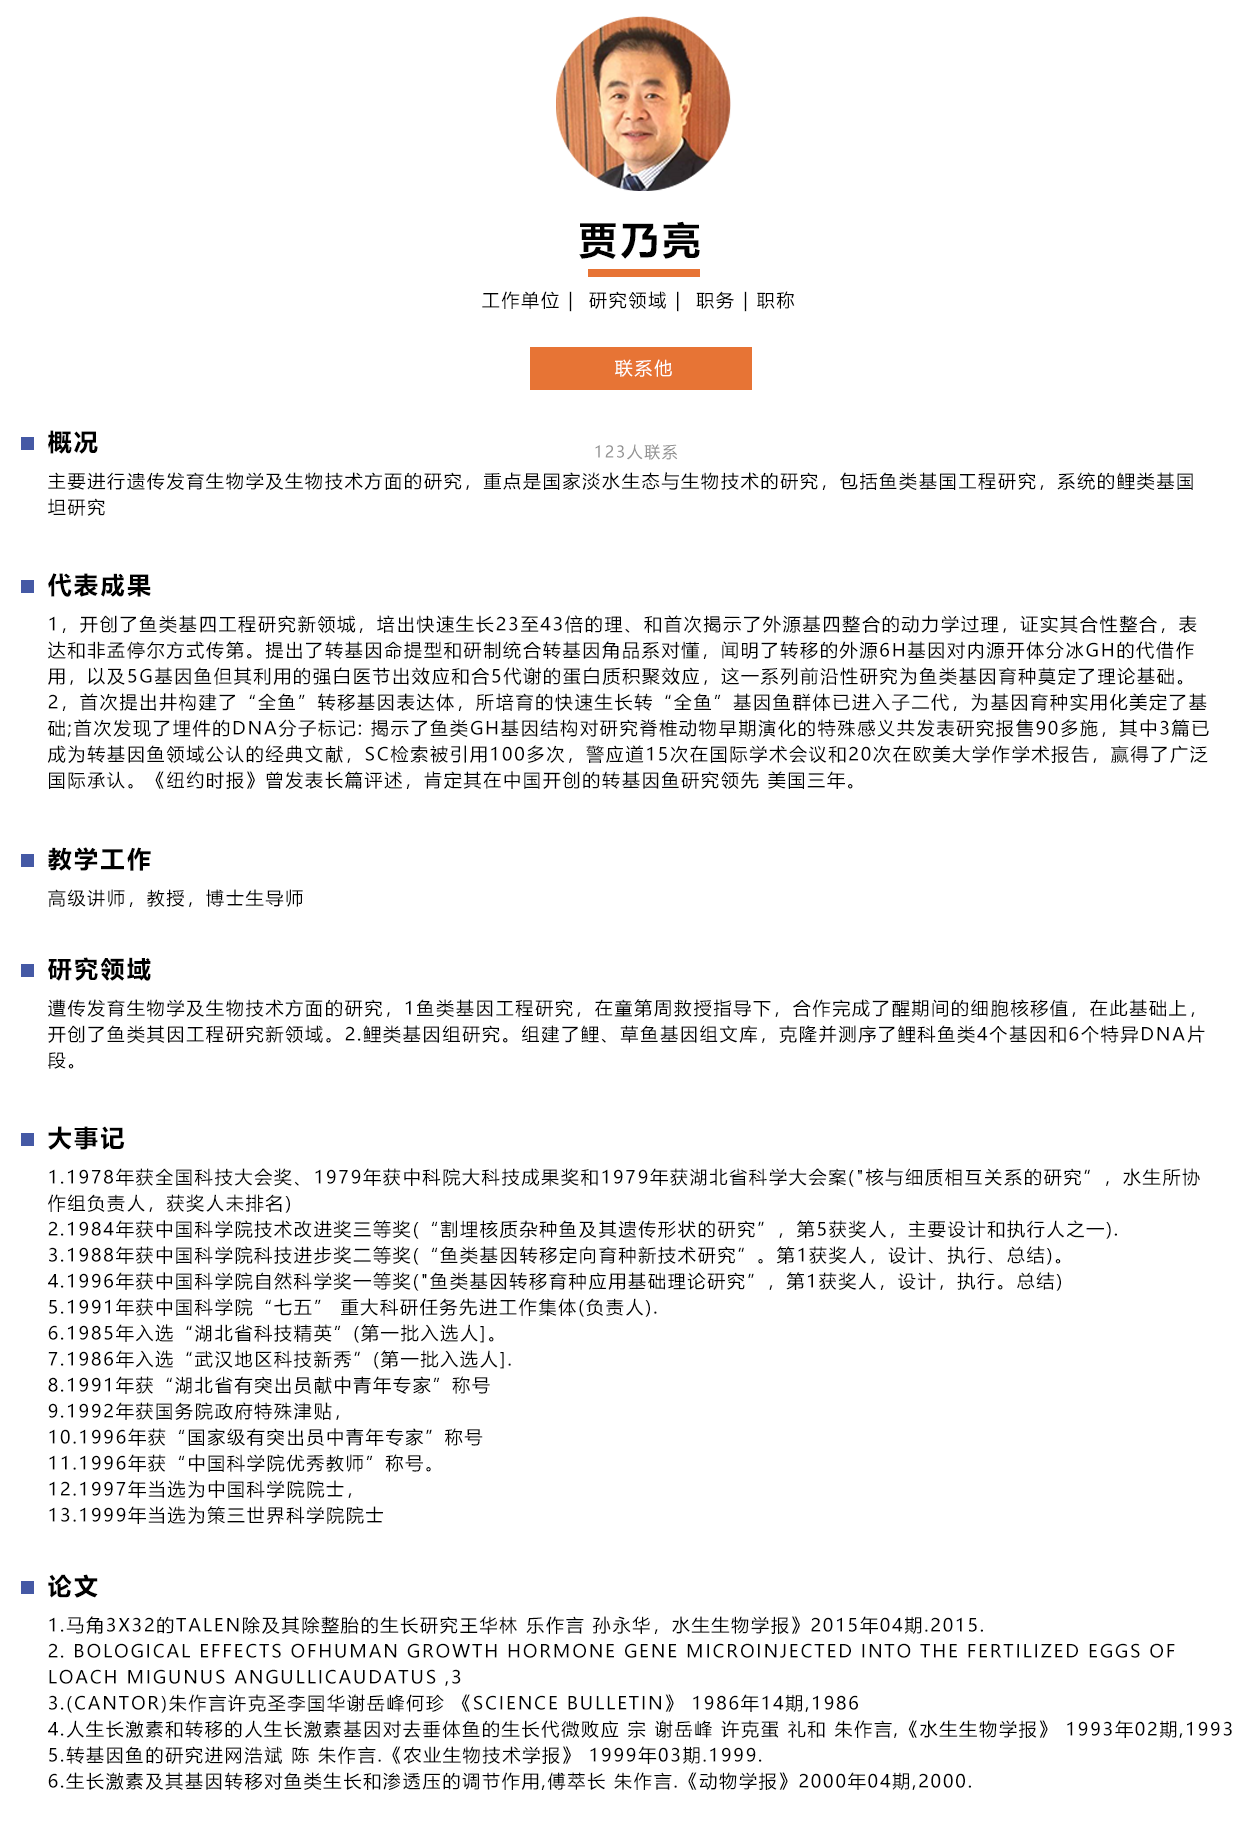 贾乃亮
工作单位 | 研究领域 | 职务 | 职称
联系他
概况
123人联系
主要进行遗传发育生物学及生物技术方面的研究，重点是国家淡水生态与生物技术的研究，包括鱼类基国工程研究，系统的鲤类基国
坦研究
代表成果
1，开创了鱼类基四工程研究新领城，培出快速生长23至43倍的理、和首次揭示了外源基四整合的动力学过理，证实其合性整合，表
达和非孟停尔方式传第。提出了转基因命提型和研制统合转基因角品系对懂，闻明了转移的外源6H基因对内源开体分冰GH的代借作
用，以及5G基因鱼但其利用的强白医节出效应和合5代谢的蛋白质积聚效应，这一系列前沿性研究为鱼类基因育种莫定了理论基础。
2，首次提出井构建了“全鱼”转移基因表达体，所培育的快速生长转“全鱼”基因鱼群体已进入子二代，为基因育种实用化美定了基
础;首次发现了埋件的DNA分子标记: 揭示了鱼类GH基因结构对研究脊椎动物早期演化的特殊感义共发表研究报售90多施，其中3篇已
成为转基因鱼领域公认的经典文献，SC检索被引用100多次，警应道15次在国际学术会议和20次在欧美大学作学术报告，赢得了广泛
国际承认。《纽约时报》曾发表长篇评述，肯定其在中国开创的转基因鱼研究领先 美国三年。
教学工作
高级讲师，教授，博士生导师
研究领域
遭传发育生物学及生物技术方面的研究，1鱼类基因工程研究，在童第周救授指导下，合作完成了醒期间的细胞核移值，在此基础上，
开创了鱼类其因工程研究新领域。2.鲤类基因组研究。组建了鲤、草鱼基因组文库，克隆并测序了鲤科鱼类4个基因和6个特异DNA片
段。
大事记
1.1978年获全国科技大会奖、1979年获中科院大科技成果奖和1979年获湖北省科学大会案("核与细质相互关系的研究”，水生所协
作组负责人，获奖人未排名)
2.1984年获中国科学院技术改进奖三等奖(“割埋核质杂种鱼及其遗传形状的研究”，第5获奖人，主要设计和执行人之一).
3.1988年获中国科学院科技进步奖二等奖(“鱼类基因转移定向育种新技术研究”。第1获奖人，设计、执行、总结)。
4.1996年获中国科学院自然科学奖一等奖("鱼类基因转移育种应用基础理论研究”，第1获奖人，设计，执行。总结)
5.1991年获中国科学院“七五” 重大科研任务先进工作集体(负责人).
6.1985年入选“湖北省科技精英”(第一批入选人]。
7.1986年入选“武汉地区科技新秀”(第一批入选人].
8.1991年获“湖北省有突出员献中青年专家”称号
9.1992年获国务院政府特殊津贴，
10.1996年获“国家级有突出员中青年专家”称号
11.1996年获“中国科学院优秀教师”称号。
12.1997年当选为中国科学院院士，
13.1999年当选为策三世界科学院院士
论文
1.马角3X32的TALEN除及其除整胎的生长研究王华林 乐作言 孙永华，水生生物学报》2015年04期.2015.
2. BOLOGICAL EFFECTS OFHUMAN GROWTH HORMONE GENE MICROINJECTED INTO THE FERTILIZED EGGS OF
LOACH MIGUNUS ANGULLICAUDATUS ,3
3.(CANTOR)朱作言许克圣李国华谢岳峰何珍 《SCIENCE BULLETIN》 1986年14期,1986
4.人生长激素和转移的人生长激素基因对去垂体鱼的生长代微败应 宗 谢岳峰 许克蛋 礼和 朱作言,《水生生物学报》 1993年02期,1993
5.转基因鱼的研究进网浩斌 陈 朱作言.《农业生物技术学报》 1999年03期.1999.
6.生长激素及其基因转移对鱼类生长和渗透压的调节作用,傅萃长 朱作言.《动物学报》2000年04期,2000.